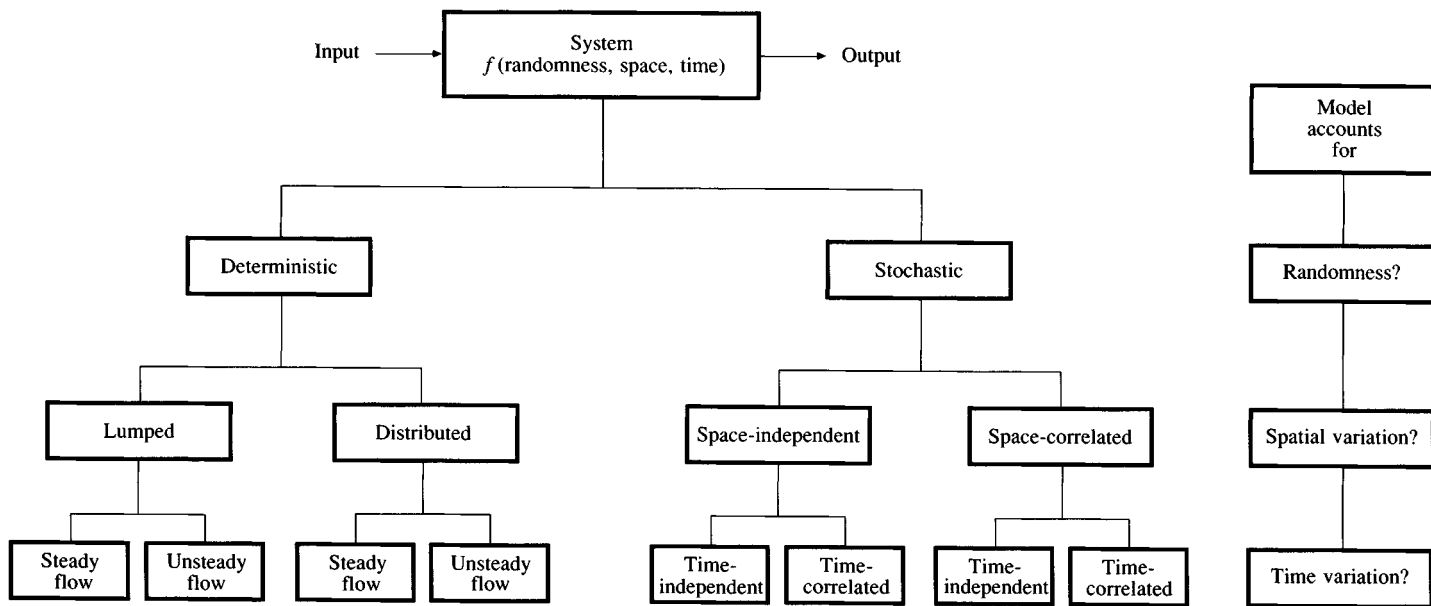 Input
System
f (randomness, space, time)
Output
Model
accounts
for
Deterministic
Stochastic
Randomness?
Lumped
Distributed
Space-independent
Space-correlated
Spatial variation?
Steady
flow
Unsteady
flow
Steady
flow
Unsteady
flow
Time-
independent
Time-
correlated
Time-
independent
Time-
correlated
Time variation?